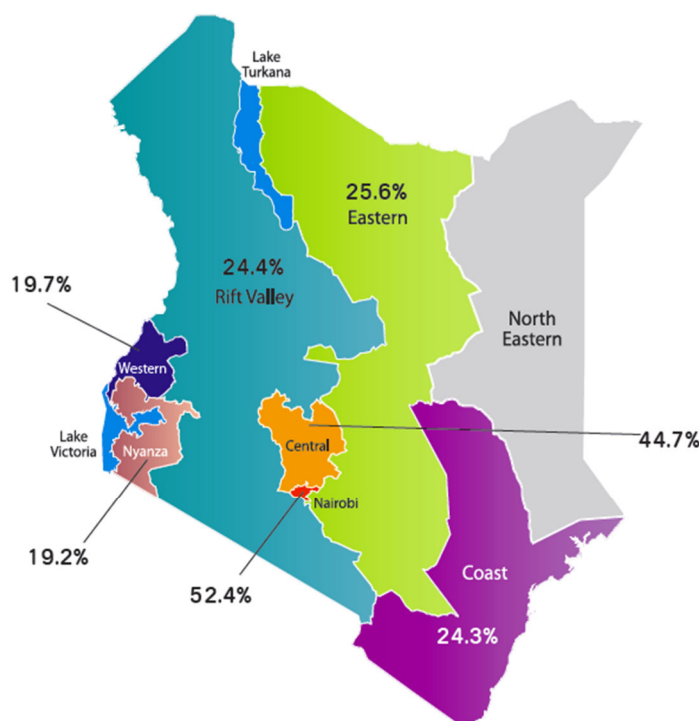 Lake
Turkana
25.6%
Eastern
24.4%
Rift Valley
19.7%
North
Eastern
Western
Lake
Victoria
Nyanza
Central
44.7%
Nairobi
19.2%
52.4%
Coast
24.3%